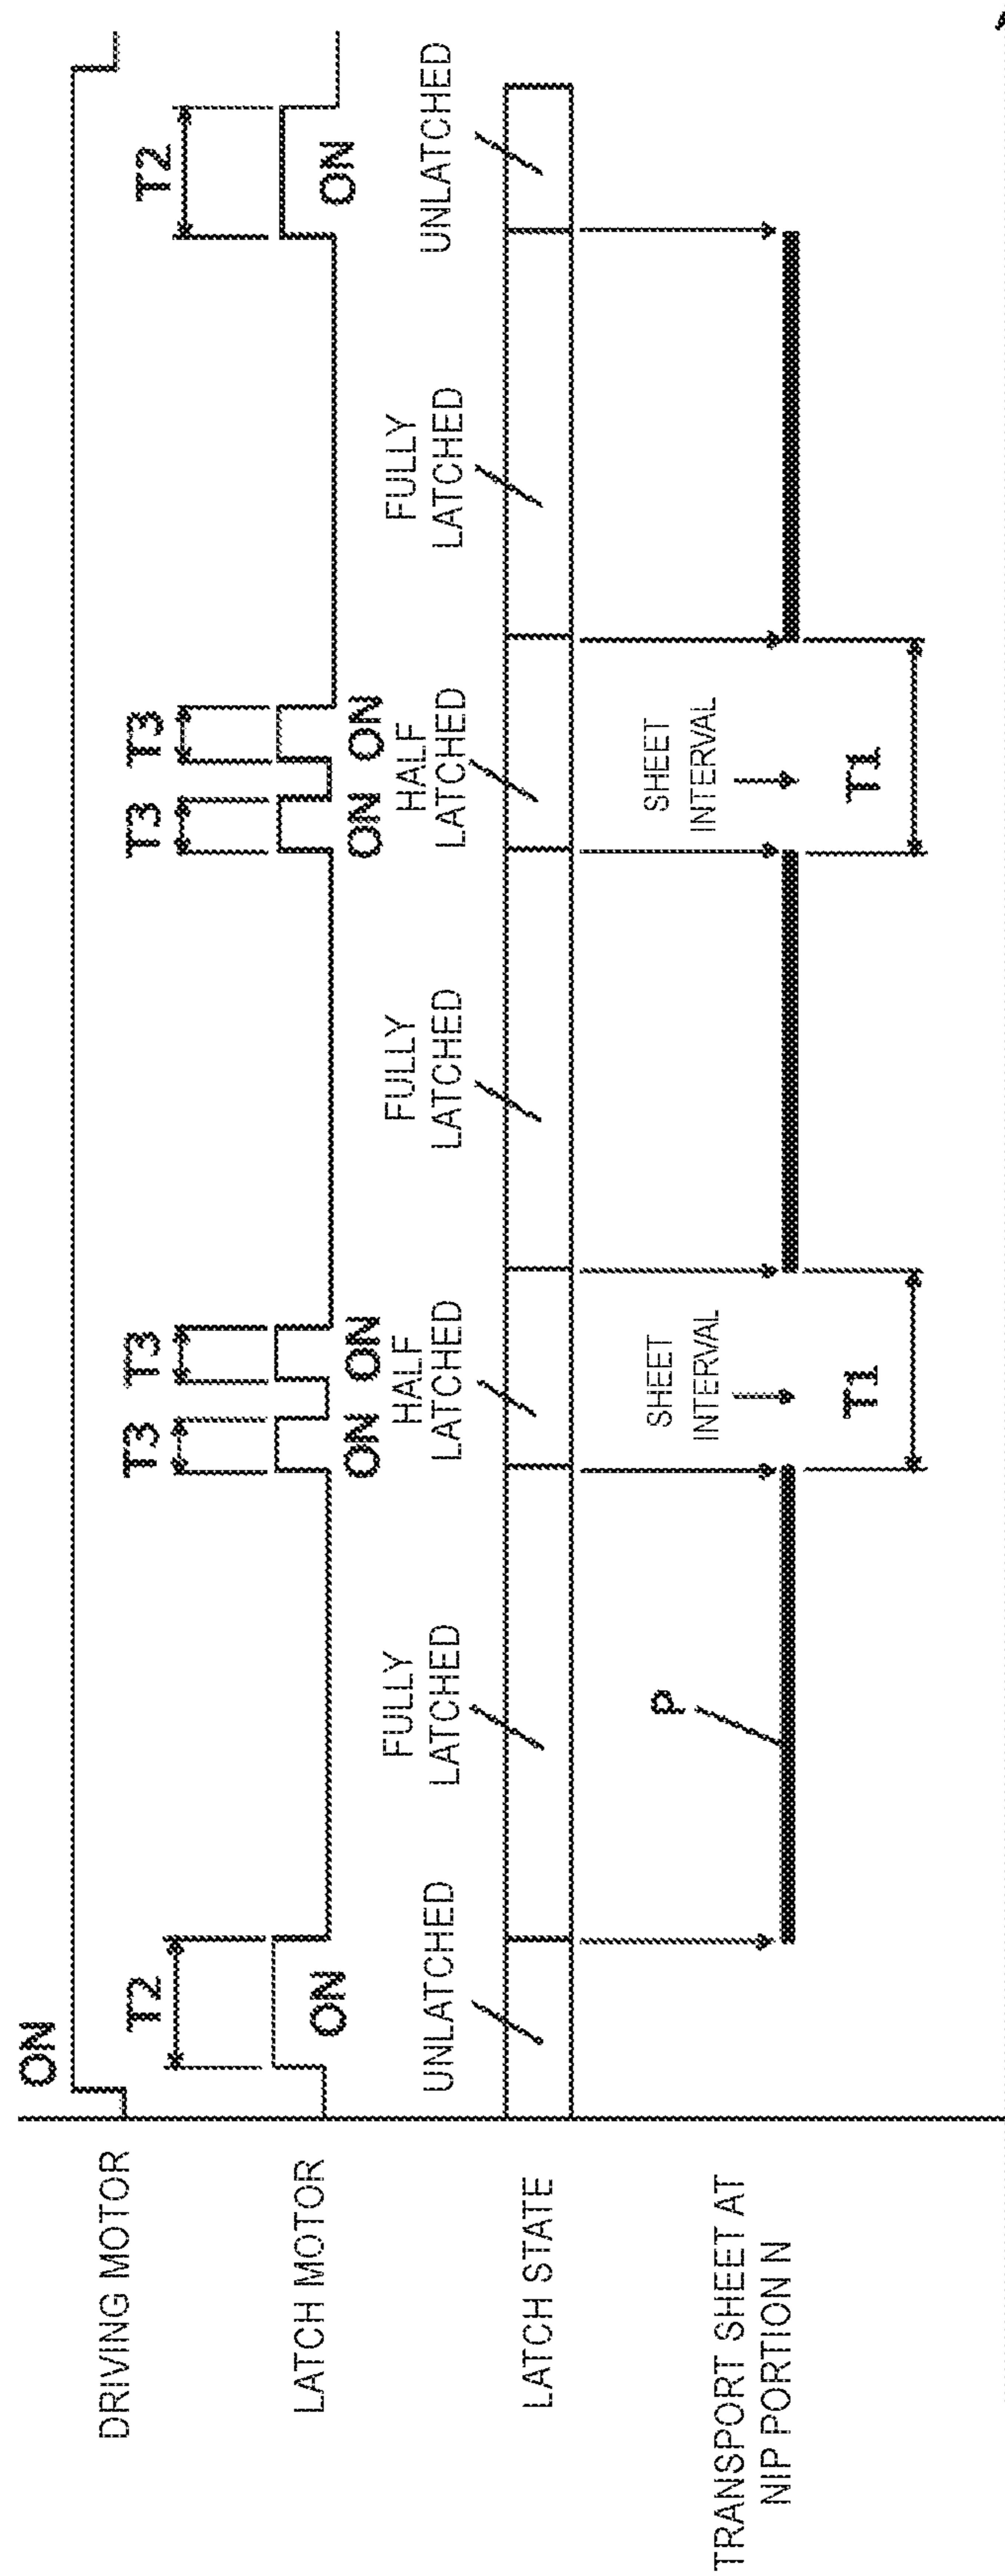 DRIVING MOTOR
ON
LATCH MOTOR
T2
ON
T3
T3
ON
ON
T3
T3
ON
ON
T2
ON
LATCH STATE
UNLATCHED
FULLY
LATCHED
HALF
LATCHED
FULLY
LATCHED
HALF
LATCHED
FULLY
LATCHED
UNLATCHED
TRANSPORT SHEET AT
NIP PORTION N
P
SHEET
INTERVAL
T1
SHEET
INTERVAL
T1